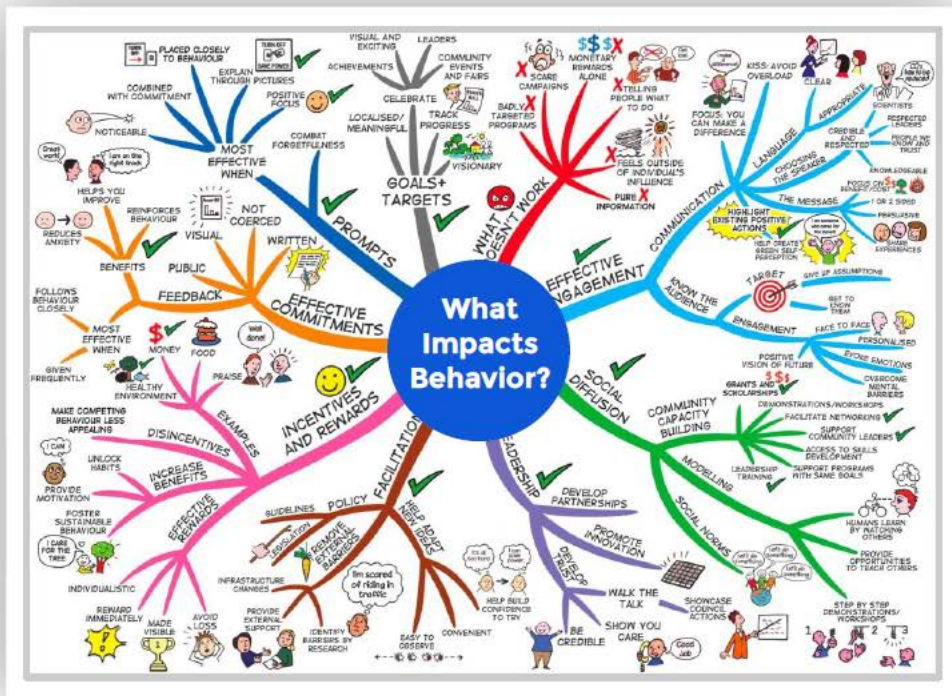 What
Impacts
Behavior?
PROMPTS
MOST
EFFECTIVE
WHEN
NOTICEABLE
COMBINED
WITH COMMITMENT
PLACED CLOSELY
TO BEHAVIOUR
EXPLAIN
THROUGH PICTURES
POSITIVE
FOCUS
COMBAT
FORGETFULNESS
GOALS+
TARGETS
LOCALISED/
MEANINGFUL
CELEBRATE
ACHIEVEMENTS
VISUAL AND
EXCITING
LEADERS
COMMUNITY
EVENTS
AND FAIRS
TRACK
PROGRESS
VISIONARY
WHAT
DOESN'T WORK
BADLY
TARGETED
PROGRAMS
SCARE
CAMPAIGNS
$$$
MONETARY
REWARDS
ALONE
TELLING
PEOPLE WHAT
TO DO
FEELS OUTSIDE
OF INDIVIDUAL'S
INFLUENCE
PURE
INFORMATION
EFFECTIVE
ENGAGEMENT
COMMUNICATION
FOCUS: YOU
CAN MAKE A
DIFFERENCE
KISS: AVOID
OVERLOAD
LANGUAGE
CLEAR
APPROPRIATE
SCIENTISTS
CHOOSING
THE SPEAKER
CREDIBLE
AND
RESPECTED
RESPECTED
LEADERS
PEOPLE WE
KNOW AND
TRUST
KNOWLEDGEABLE
THE MESSAGE
FOCUS ON
BENEFIT/COST
1 OR 2 SIDED
PERSUASIVE
SHARE
EXPERIENCES
HIGHLIGHT
EXISTING POSITIVE
ACTIONS
HELP CREATE
GREEN SELF
PERCEPTION
KNOW THE
AUDIENCE
TARGET
GIVE UP ASSUMPTIONS
GET TO
KNOW
THEM
ENGAGEMENT
FACE TO FACE
PERSONALISED
EVOKE EMOTIONS
OVERCOME
MENTAL
BARRIERS
POSITIVE
VISION OF FUTURE
SOCIAL
DIFFUSION
COMMUNITY
CAPACITY
BUILDING
$$$
GRANTS AND
SCHOLARSHIPS
DEMONSTRATIONS/WORKSHOPS
FACILITATE NETWORKING
SUPPORT
COMMUNITY LEADERS
ACCESS TO SKILLS
DEVELOPMENT
SUPPORT PROGRAMS
WITH SAME GOALS
LEADERSHIP
TRAINING
MODELLING
HUMANS LEARN
BY WATCHING
OTHERS
PROVIDE
OPPORTUNITIES
TO TEACH OTHERS
STEP BY STEP
DEMONSTRATIONS/
WORKSHOPS
1
2
3
SOCIAL
NORMS
LEADERSHIP
DEVELOP
PARTNERSHIPS
PROMOTE
INNOVATION
DEVELOP
TRUST
WALK THE
TALK
SHOWCASE
COUNCIL
ACTIONS
SHOW YOU
CARE
Good
Job
BE
CREDIBLE
FACILITATION
HELP ADAPT
NEW IDEAS
HELP BUILD
CONFIDENCE
TO TRY
CONVENIENT
EASY TO
OBSERVE
POLICY
GUIDELINES
LEGISLATION
REMOVE
EXTERNAL
BARRIERS
INFRASTRUCTURE
CHANGES
PROVIDE
EXTERNAL
SUPPORT
IDENTIFY
BARRIERS BY
RESEARCH
I'm scared
of riding in
traffic
INCENTIVES
AND REWARDS
EXAMPLES
HEALTHY
ENVIRONMENT
$
MONEY
FOOD
PRAISE
Well
done!
DISINCENTIVES
MAKE COMPETING
BEHAVIOUR LESS
APPEALING
INCREASE
BENEFITS
I CAN
UNLOCK
HABITS
PROVIDE
MOTIVATION
FOSTER
SUSTAINABLE
BEHAVIOUR
I CARE
FOR THE
TREE
EFFECTIVE
REWARDS
INDIVIDUALISTIC
REWARD
IMMEDIATELY
MADE
VISIBLE
AVOID
LOSS
EFFECTIVE
COMMITMENTS
WRITTEN
NOT
COERCED
VISUAL
PUBLIC
FEEDBACK
BENEFITS
REDUCES
ANXIETY
REINFORCES
BEHAVIOUR
HELPS YOU
IMPROVE
Great
work!
I am on the
right track
MOST
EFFECTIVE
WHEN
FOLLOWS
BEHAVIOUR
CLOSELY
GIVEN
FREQUENTLY